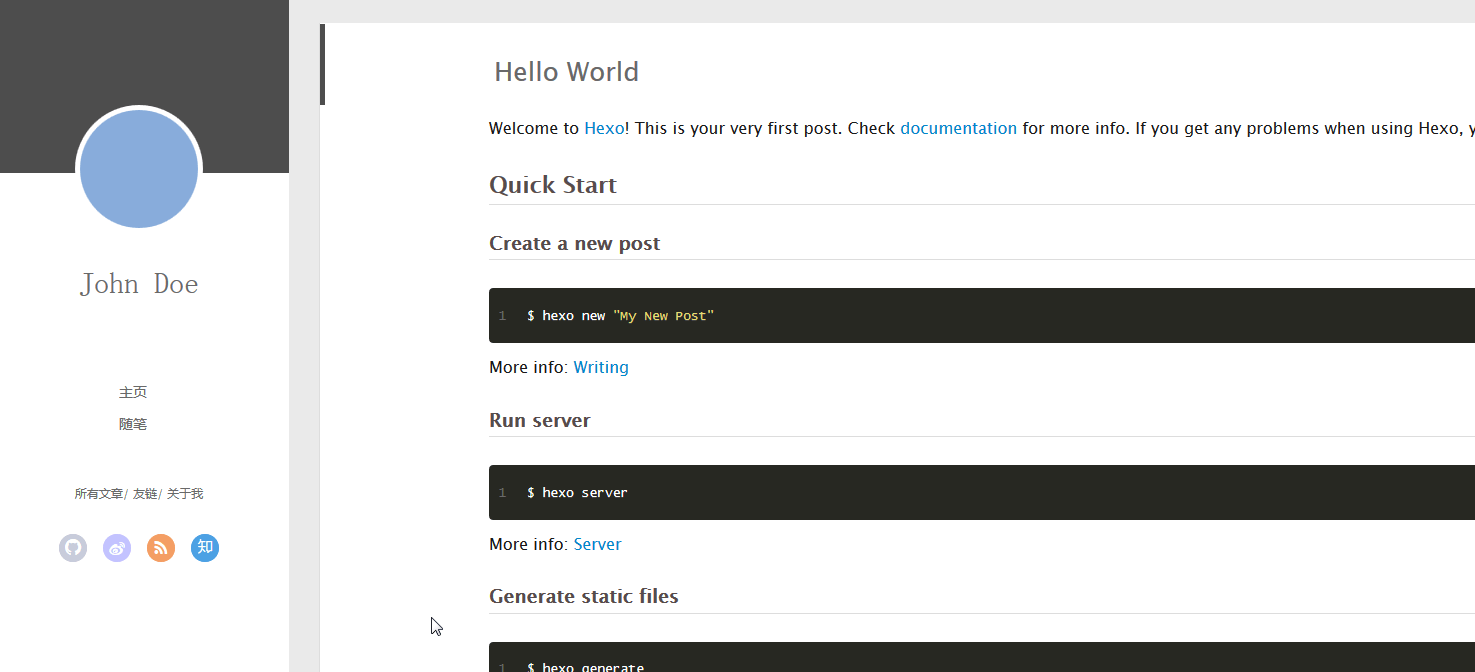 John Doe
主页
随笔
所有文章/ 友链/ 关于我
知
Hello World
Welcome to Hexo! This is your very first post. Check documentation for more info. If you get any problems when using Hexo,
Quick Start
Create a new post
1 $ hexo new "My New Post"
More info: Writing
Run server
1 $ hexo server
More info: Server
Generate static files
1 $ hexo generate